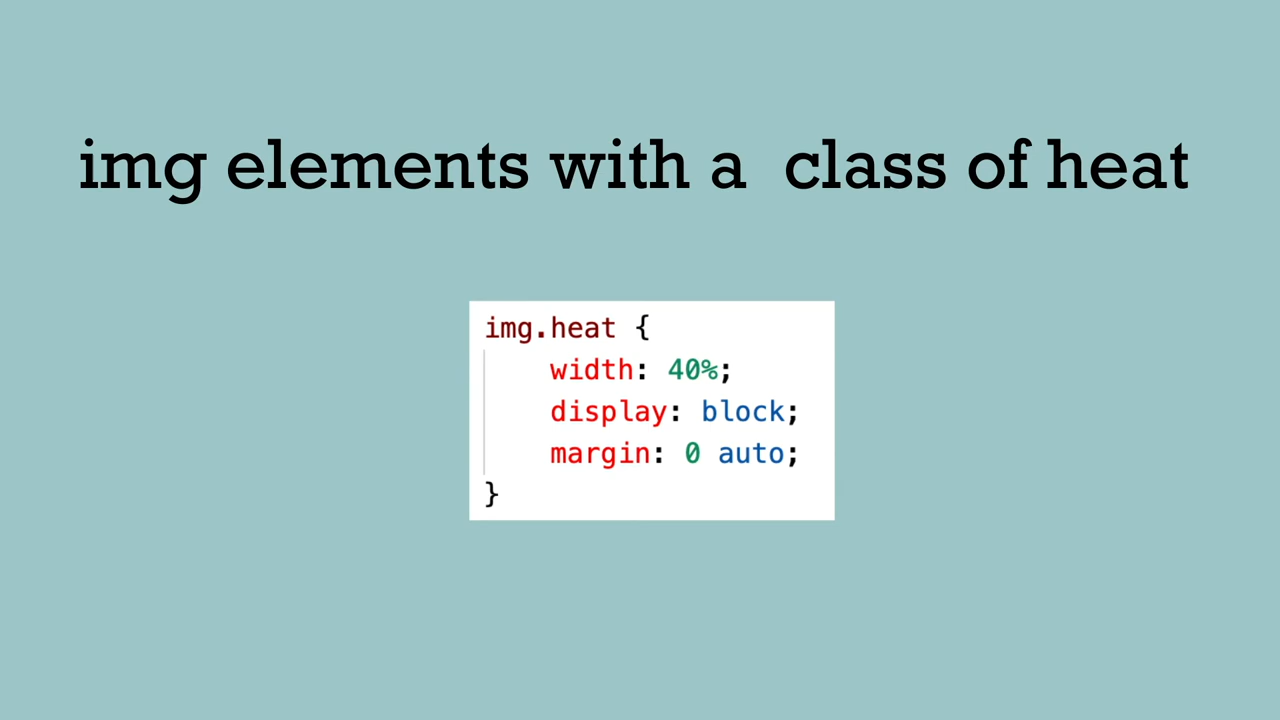 img elements with a  class of heat
img.heat {
    width: 40%;
    display: block;
    margin: 0 auto;
}